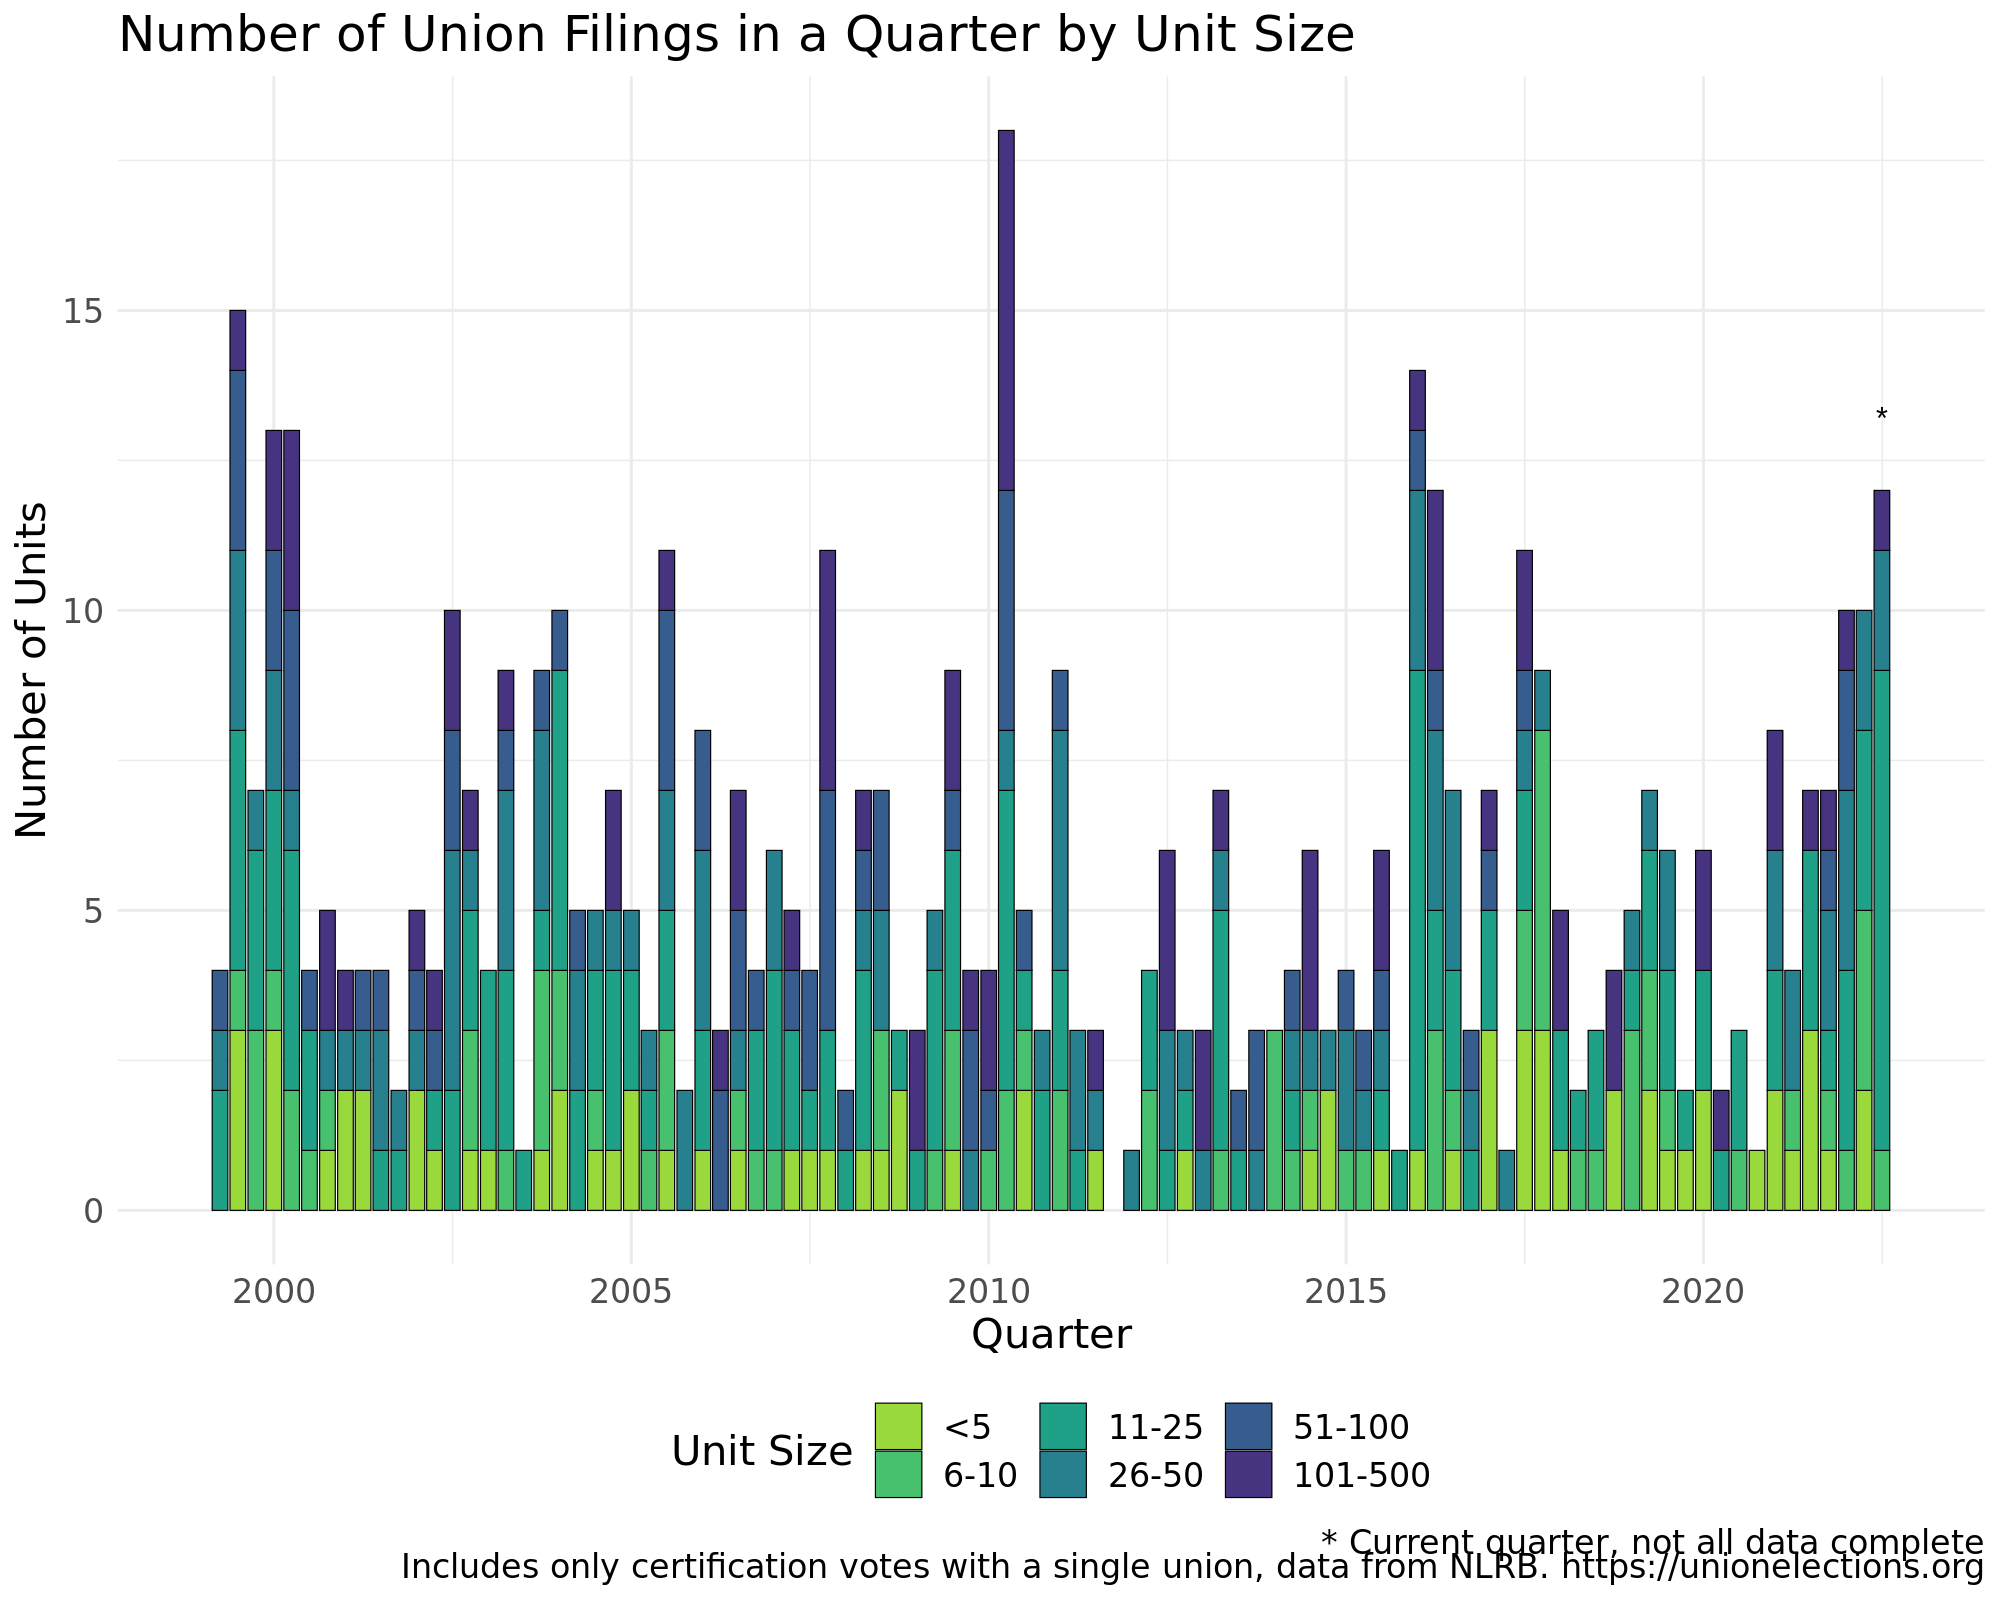 Number of Union Filings in a Quarter by Unit Size
Number of Units
15
10
5
0
*
2000 2005 2010 2015 2020
Quarter
Unit Size
<5 11-25 51-100
6-10 26-50 101-500
* Current quarter, not all data complete
Includes only certification votes with a single union, data from NLRB. https://unionelections.org